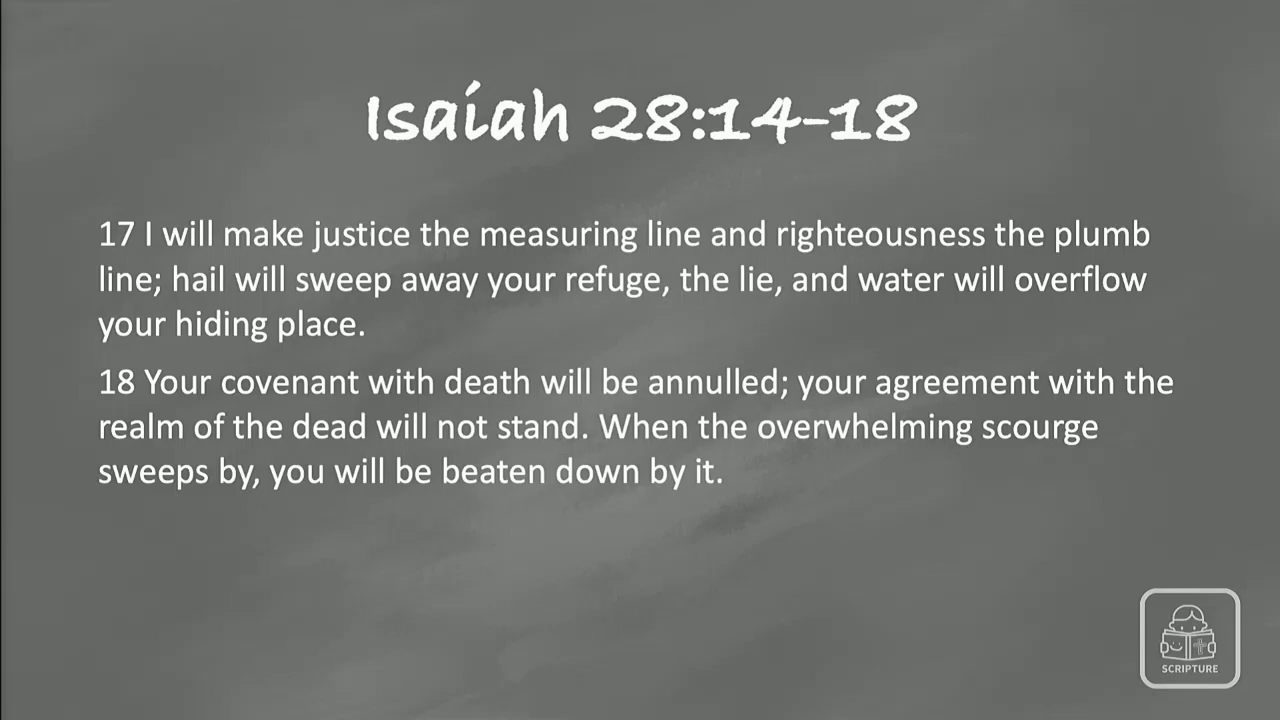 Isaiah 28:14-18
17 I will make justice the measuring line and righteousness the plumb
line; hail will sweep away your refuge, the lie, and water will overflow
your hiding place.
18 Your covenant with death will be annulled; your agreement with the
realm of the dead will not stand. When the overwhelming scourge
sweeps by, you will be beaten down by it.
SCRIPTURE